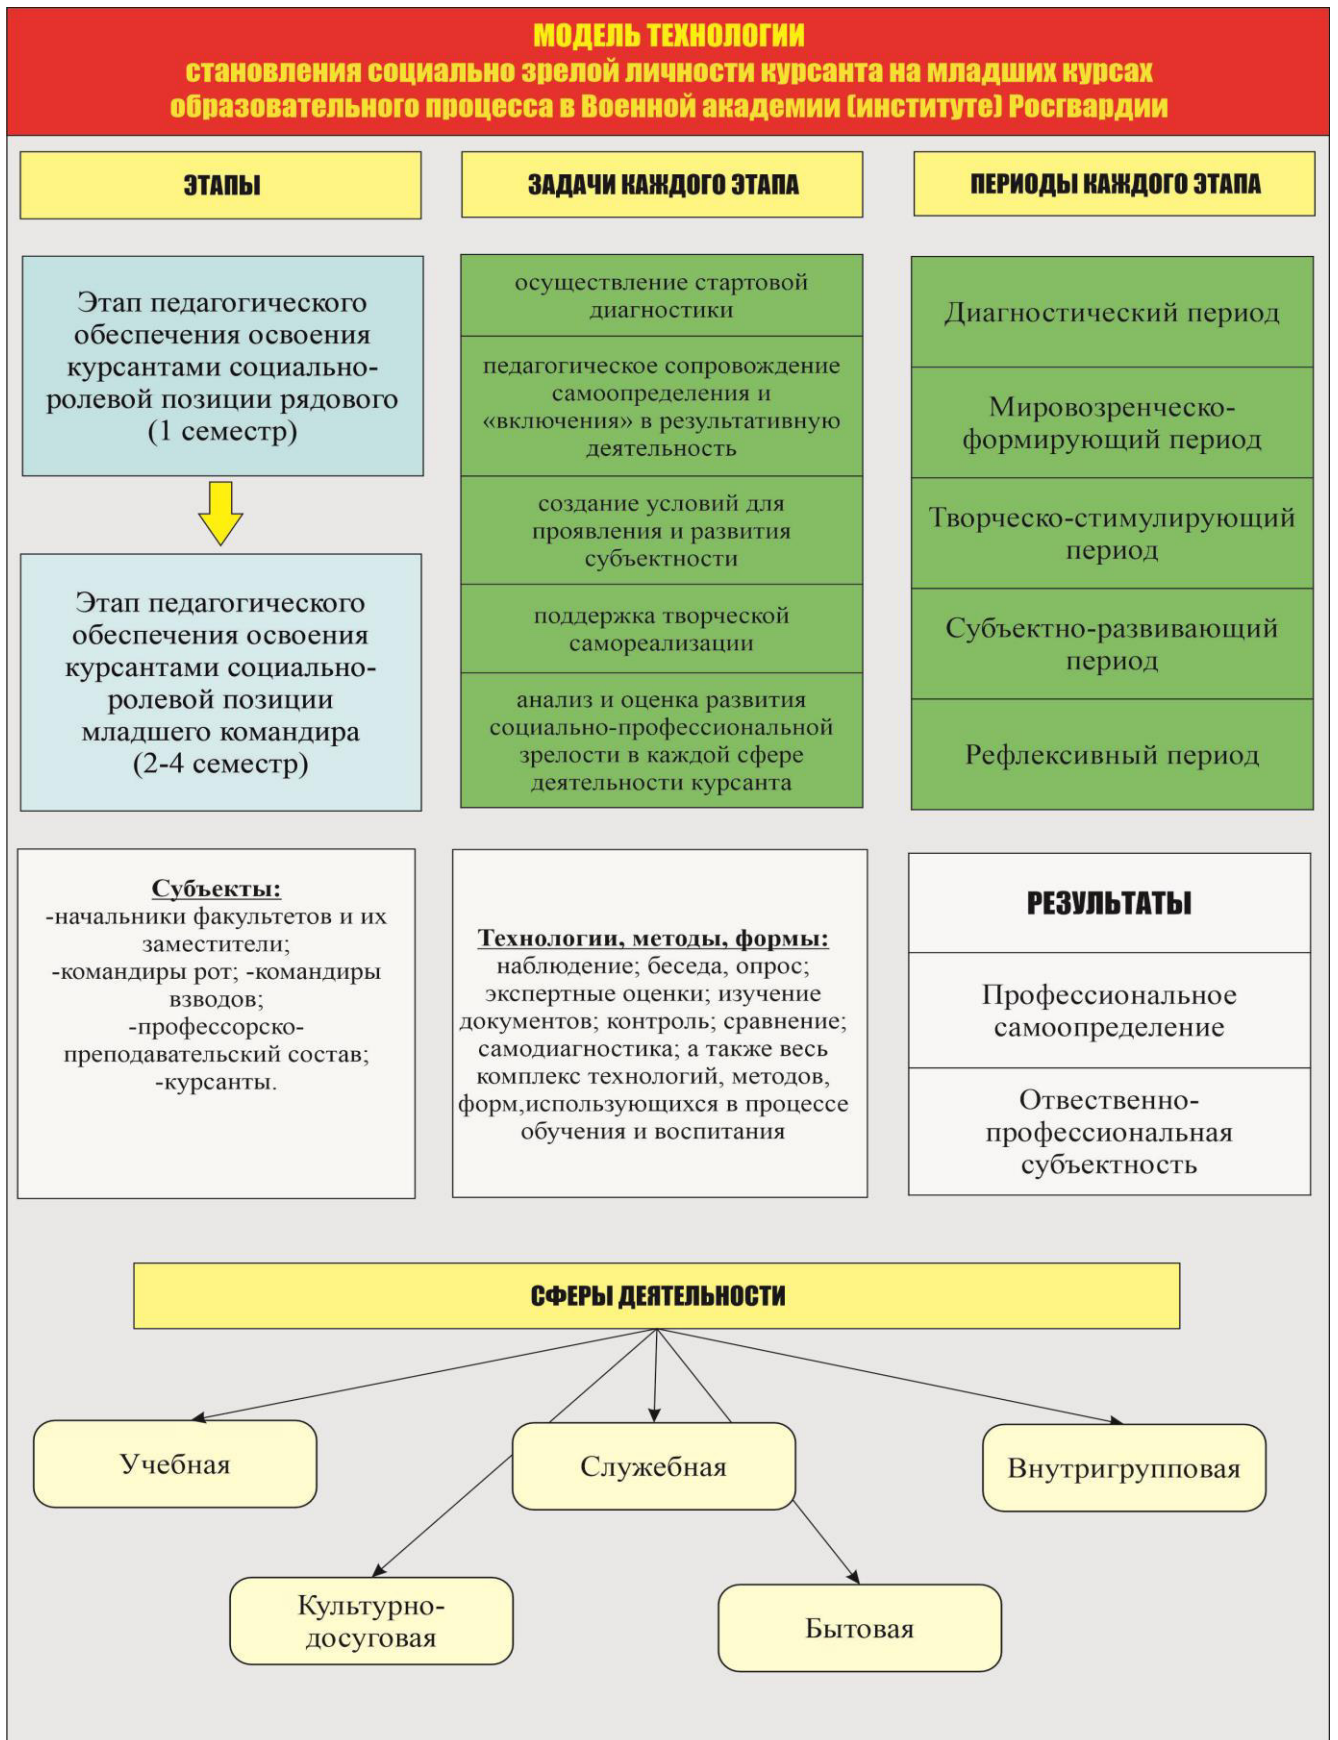 МОДЕЛЬ ТЕХНОЛОГИИ
становления социально зрелой личности курсанта на младших курсах
образовательного процесса в Военной академии (институте) Росгвардии
ЭТАПЫ
Этап педагогического
обеспечения освоения
курсантами социально-
ролевой позиции рядового
(1 семестр)
Этап педагогического
обеспечения освоения
курсантами социально-
ролевой позиции
младшего командира
(2-4 семестр)
ЗАДАЧИ КАЖДОГО ЭТАПА
осуществление стартовой
диагностики
педагогическое сопровождение
самоопределения и
«включения» в результативную
деятельность
создание условий для
проявления и развития
субъектности
поддержка творческой
самореализации
анализ и оценка развития
социально-профессиональной
зрелости в каждой сфере
деятельности курсанта
ПЕРИОДЫ КАЖДОГО ЭТАПА
Диагностический период
Мировозренческо-
формирующий период
Творческо-стимулирующий
период
Субъектно-развивающий
период
Рефлексивный период
Субъекты:
-начальники факультетов и их
заместители;
-командиры рот; -командиры
взводов;
-профессорско-
преподавательский состав;
-курсанты.
Технологии, методы, формы:
наблюдение; беседа, опрос;
экспертные оценки; изучение
документов; контроль; сравнение;
самодиагностика; а также весь
комплекс технологий, методов,
форм,использующихся в процессе
обучения и воспитания
РЕЗУЛЬТАТЫ
Профессиональное
самоопределение
Отвественно-
профессиональная
субъектность
СФЕРЫ ДЕЯТЕЛЬНОСТИ
Учебная
Служебная
Внутригрупповая
Культурно-
досуговая
Бытовая